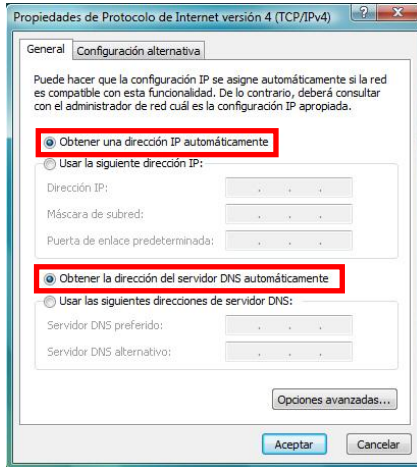 Propiedades de Protocolo de Internet versión 4 (TCP/IPv4)
General
Configuración alternativa
Puede hacer que la configuración IP se asigne automáticamente si la red
es compatible con esta funcionalidad. De lo contrario, deberá consultar
con el administrador de red cuál es la configuración IP apropiada.
Obtener una dirección IP automáticamente
Usar la siguiente dirección IP:
Dirección IP:
Máscara de subred:
Puerta de enlace predeterminada:
Obtener la dirección del servidor DNS automáticamente
Usar las siguientes direcciones de servidor DNS:
Servidor DNS preferido:
Servidor DNS alternativo:
Opciones avanzadas...
Aceptar
Cancelar